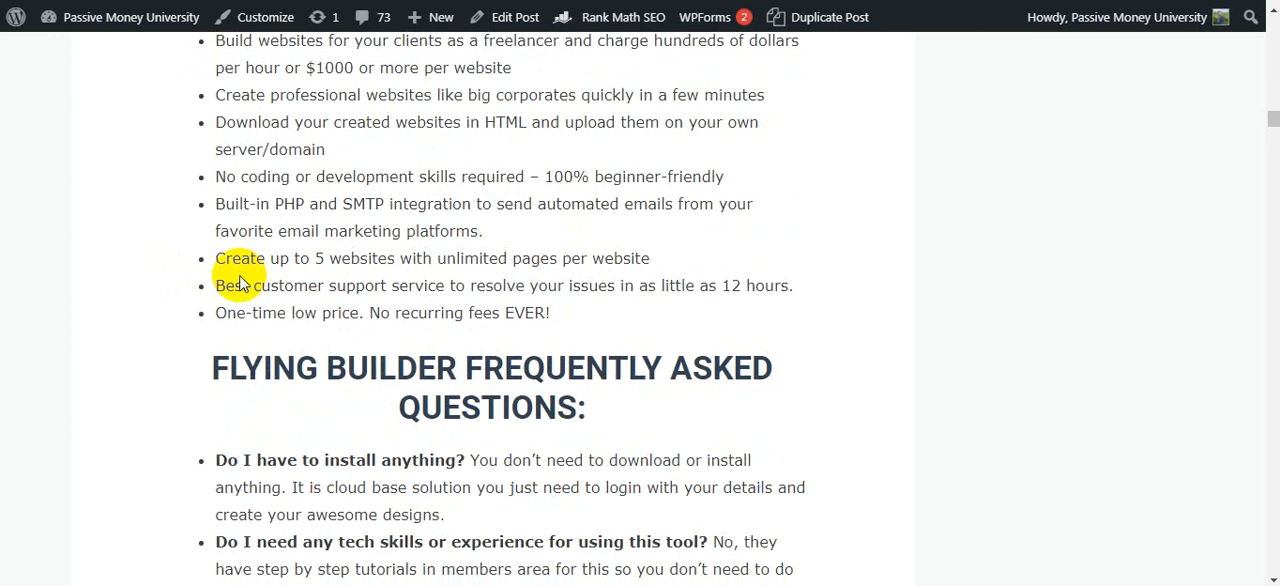 Passive Money University Customize 1 73 New Edit Post Rank Math SEO WPForms 2 Duplicate Post Howdy, Passive Money University
Build websites for your clients as a freelancer and charge hundreds of dollars
per hour or $1000 or more per website
Create professional websites like big corporates quickly in a few minutes
Download your created websites in HTML and upload them on your own
server/domain
No coding or development skills required – 100% beginner-friendly
Built-in PHP and SMTP integration to send automated emails from your
favorite email marketing platforms.
Create up to 5 websites with unlimited pages per website
Best customer support service to resolve your issues in as little as 12 hours.
One-time low price. No recurring fees EVER!
FLYING BUILDER FREQUENTLY ASKED
QUESTIONS:
Do I have to install anything? You don’t need to download or install
anything. It is cloud base solution you just need to login with your details and
create your awesome designs.
Do I need any tech skills or experience for using this tool? No, they
have step by step tutorials in members area for this so you don’t need to do